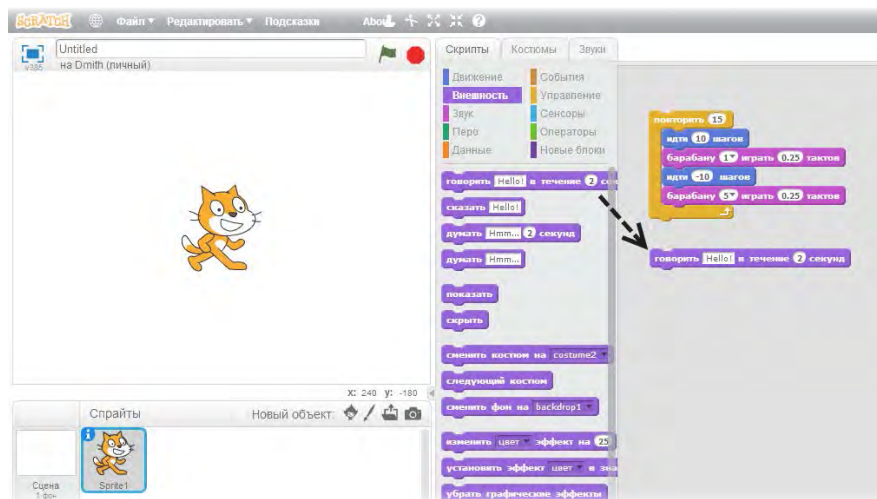 SCRATCH Файл Редактировать Подсказки About
Untitled
v385 на Dmith (личный)
X: 240 y: -180
Спрайты Новый объект:
Сцена
1 фон
Sprite1
Скрипты Костюмы Звуки
Движение События
Внешность Управление
Звук Сенсоры
Перо Операторы
Данные Новые блоки
говорить Hello! в течение 2 сек
сказать Hello!
думать Hmm... 2 секунд
думать Hmm...
показать
скрыть
сменить костюм на costume2
следующий костюм
сменить фон на backdrop1
изменить цвет эффект на 25
установить эффект цвет в зна
убрать графические эффекты
повторить 15
идти 10 шагов
барабану 1 играть 0.25 тактов
идти -10 шагов
барабану 5 играть 0.25 тактов
говорить Hello! в течение 2 секунд